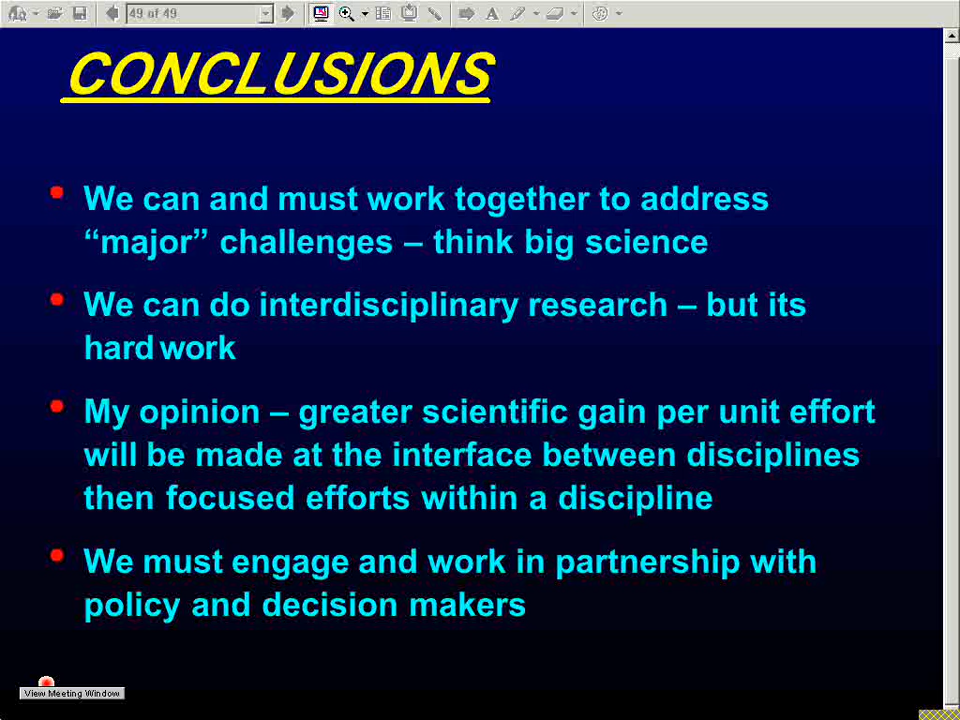 49 of 49
CONCLUSIONS
• We can and must work together to address
“major” challenges – think big science
• We can do interdisciplinary research – but its
hard work
• My opinion – greater scientific gain per unit effort
will be made at the interface between disciplines
then focused efforts within a discipline
• We must engage and work in partnership with
policy and decision makers
View Meeting Window